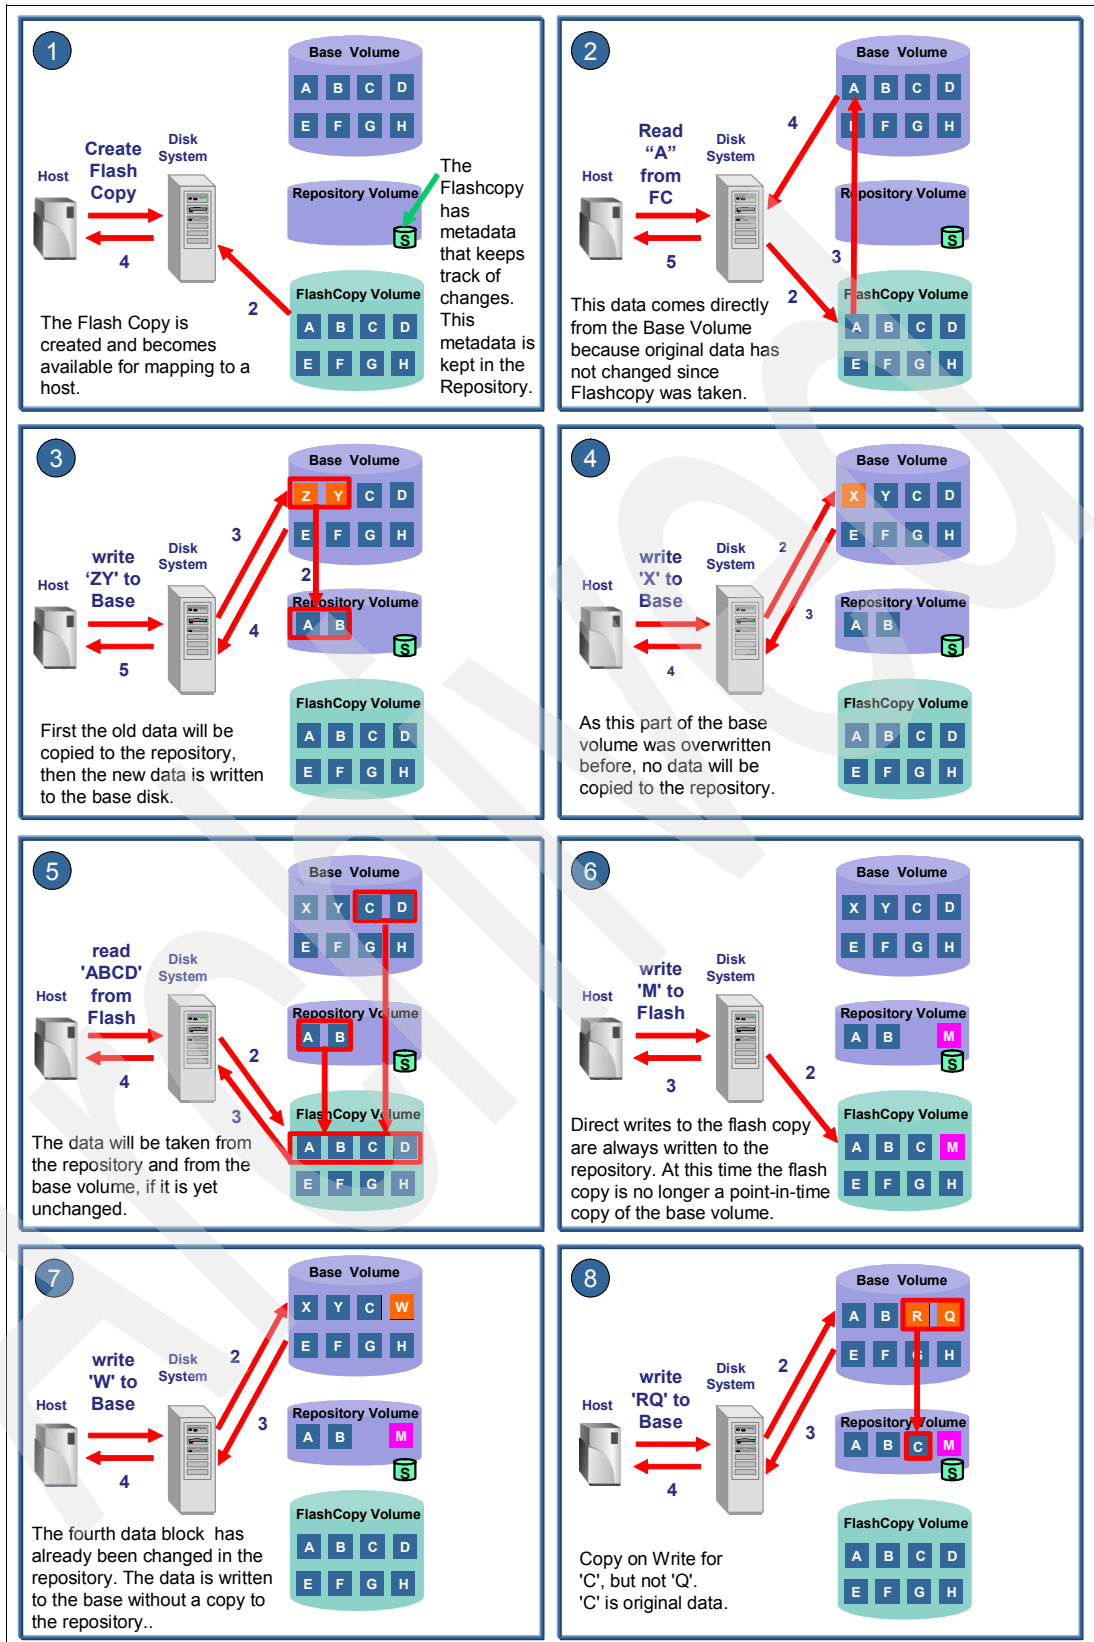 1
Base Volume
A B C D
E F G H
Create
Flash
Copy
Disk
System
Host
4
2
Repository Volume
S
The
Flashcopy
has
metadata
that keeps
track of
changes.
This
metadata is
kept in the
Repository.
FlashCopy Volume
A B C D
E F G H
The Flash Copy is
created and becomes
available for mapping to a
host.
2
Base Volume
A B C D
E F G H
4
Read
“A”
from
FC
Disk
System
Host
5
Repository Volume
S
3
2
FlashCopy Volume
A B C D
E F G H
This data comes directly
from the Base Volume
because original data has
not changed since
Flashcopy was taken.
3
Base Volume
Z Y C D
E F G H
3
write
‘ZY' to
Base
Disk
System
Host
2
Repository Volume
A B
S
4
5
FlashCopy Volume
A B C D
E F G H
First the old data will be
copied to the repository,
then the new data is written
to the base disk.
4
Base Volume
X Y C D
E F G H
2
write
'X' to
Base
Disk
System
Host
Repository Volume
A B
S
3
4
FlashCopy Volume
A B C D
E F G H
As this part of the base
volume was overwritten
before, no data will be
copied to the repository.
5
Base Volume
X Y C D
E F G H
read
'ABCD'
from
Flash
Disk
System
Host
Repository Volume
A B
S
2
4
3
FlashCopy Volume
A B C D
E F G H
The data will be taken from
the repository and from the
base volume, if it is yet
unchanged.
6
Base Volume
X Y C D
E F G H
write
'M' to
Flash
Disk
System
Host
Repository Volume
A B M
S
2
3
FlashCopy Volume
A B C M
E F G H
Direct writes to the flash copy
are always written to the
repository. At this time the flash
copy is no longer a point-in-time
copy of the base volume.
7
Base Volume
X Y C W
E F G H
2
write
'W' to
Base
Disk
System
Host
3
Repository Volume
A B M
S
4
FlashCopy Volume
A B C D
E F G H
The fourth data block has
already been changed in the
repository. The data is written
to the base without a copy to
the repository..
8
Base Volume
A B R Q
E F G H
2
write
'RQ' to
Base
Disk
System
Host
3
Repository Volume
A B C M
S
4
FlashCopy Volume
A B C D
E F G H
Copy on Write for
'C', but not 'Q'.
'C' is original data.
Archived